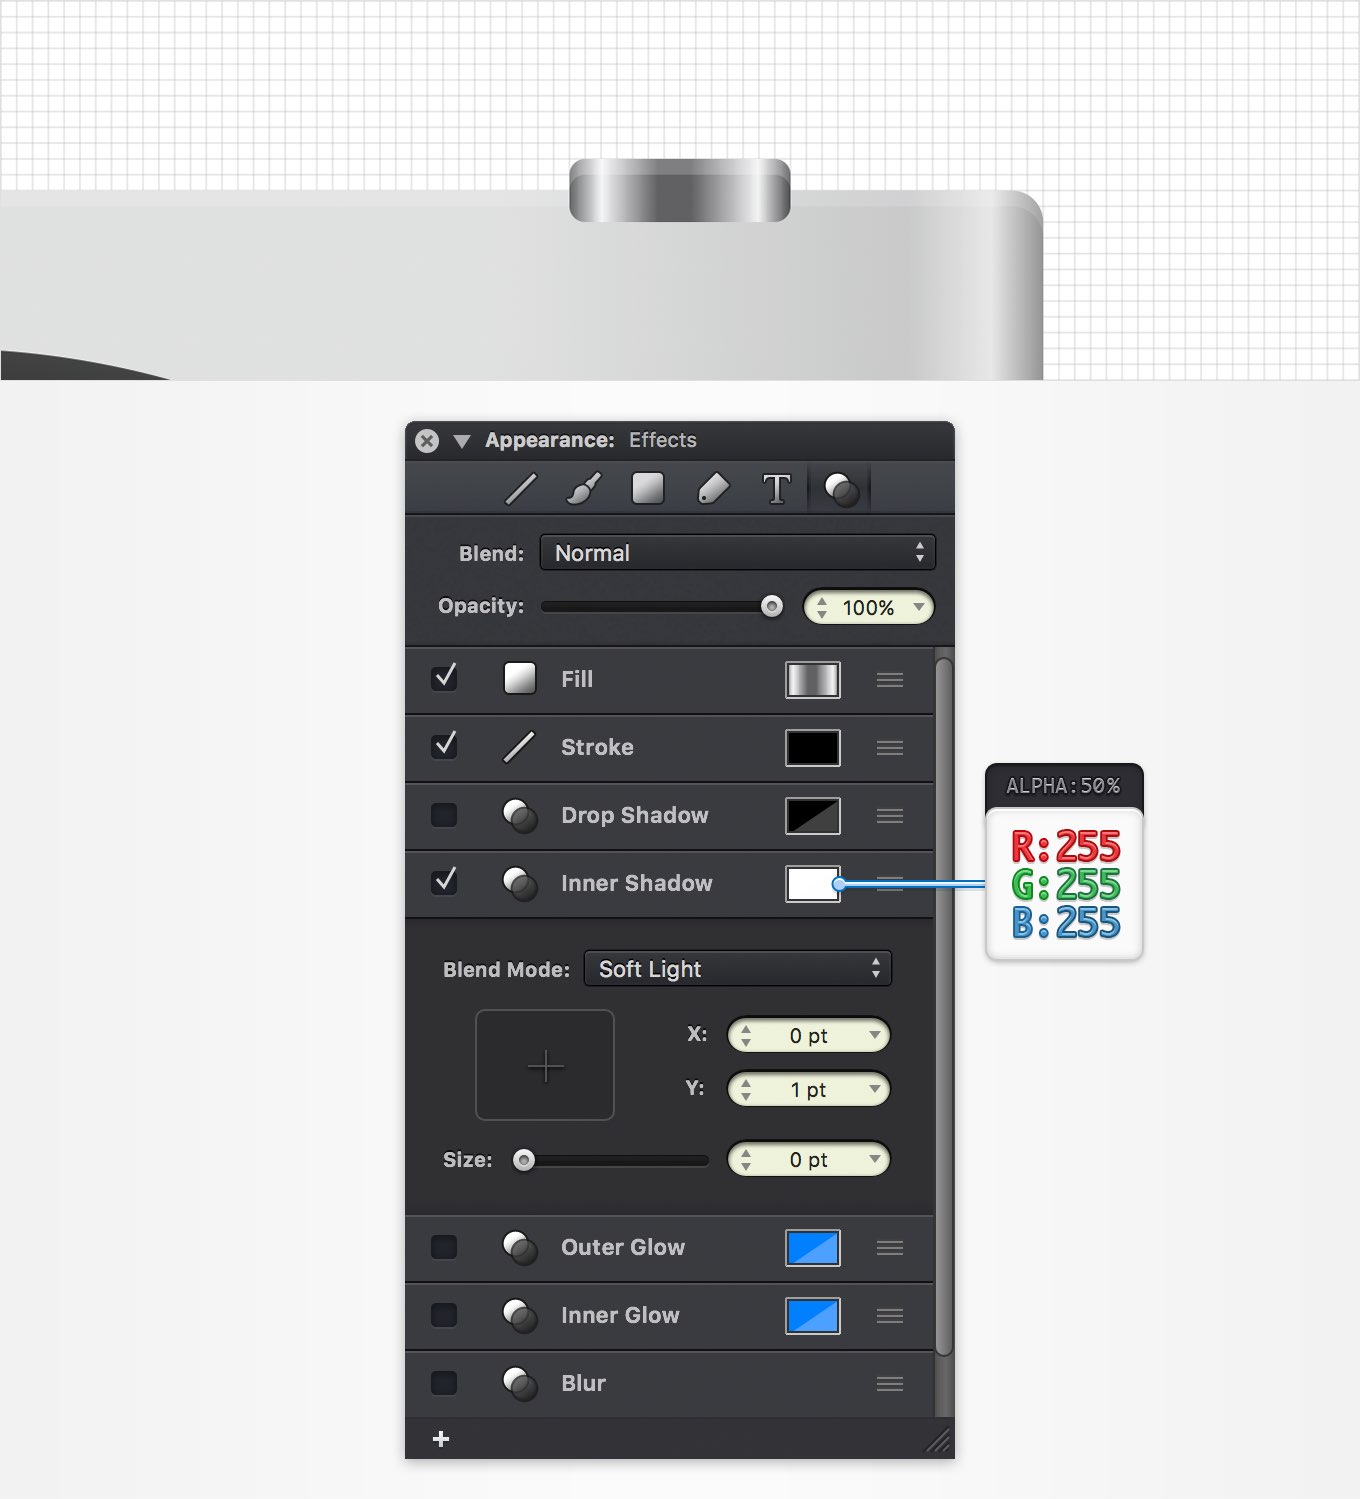 Appearance: Effects
T
Blend: Normal
Opacity: 100%
Fill
Stroke
Drop Shadow
Inner Shadow
ALPHA:50%
R:255
G:255
B:255
Blend Mode: Soft Light
X: 0 pt
Y: 1 pt
Size: 0 pt
Outer Glow
Inner Glow
Blur
+